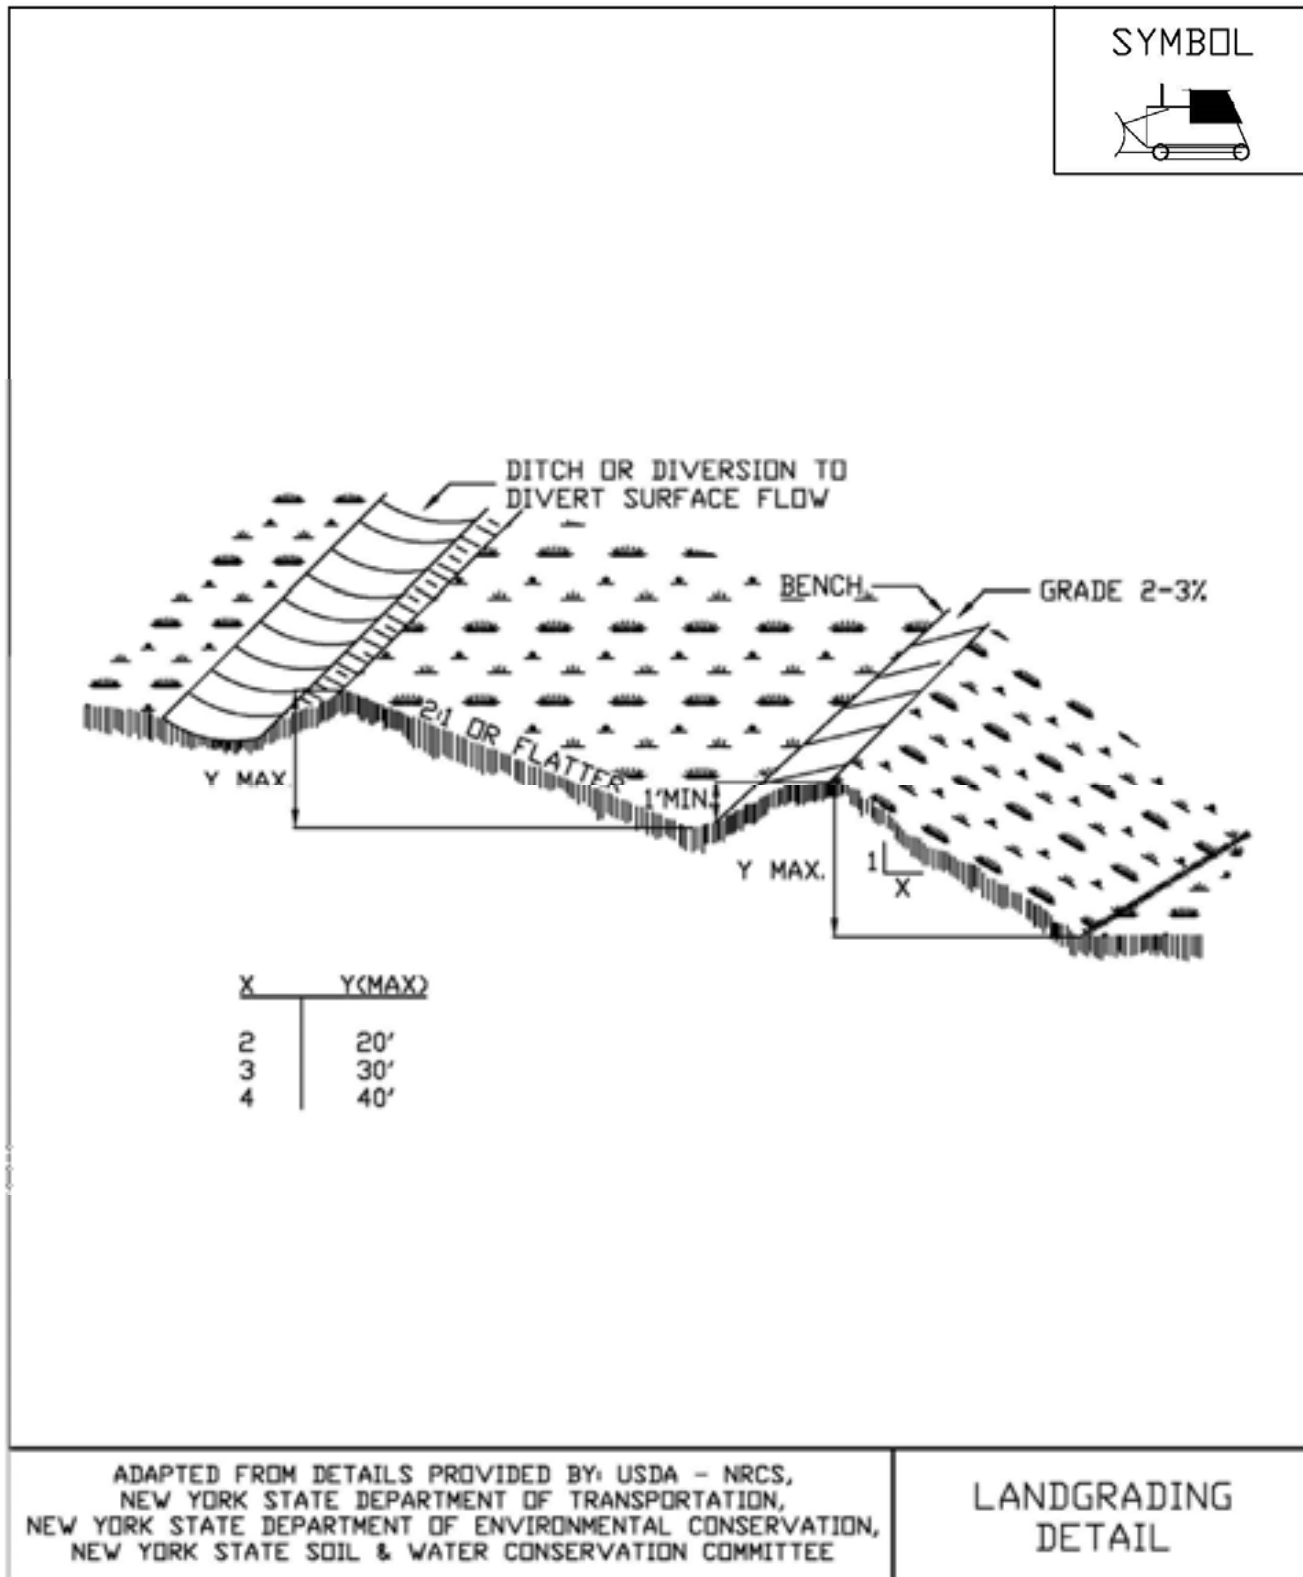 SYMBOL
DITCH OR DIVERSION TO
DIVERT SURFACE FLOW
BENCH
GRADE 2-3%
2:1 OR FLATTER
Y MAX.
1'MIN.
Y MAX.
1
X
X Y(MAX)
2 20'
3 30'
4 40'
ADAPTED FROM DETAILS PROVIDED BY: USDA - NRCS,
NEW YORK STATE DEPARTMENT OF TRANSPORTATION,
NEW YORK STATE DEPARTMENT OF ENVIRONMENTAL CONSERVATION,
NEW YORK STATE SOIL & WATER CONSERVATION COMMITTEE
LANDGRADING
DETAIL